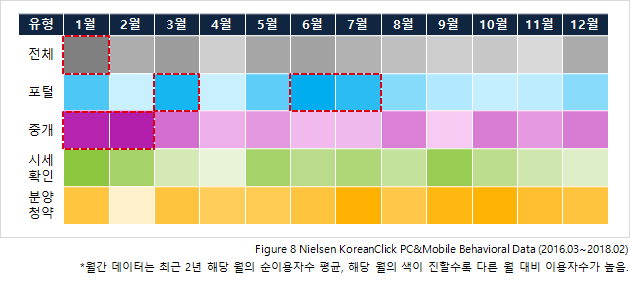 유형 1월 2월 3월 4월 5월 6월 7월 8월 9월 10월 11월 12월
전체
포털
중개
시세
확인
분양
청약
Figure 8 Nielsen KoreanClick PC&Mobile Behavioral Data (2016.03~2018.02)
*월간 데이터는 최근 2년 해당 월의 순이용자수 평균, 해당 월의 색이 진할수록 다른 월 대비 이용자수가 높음.